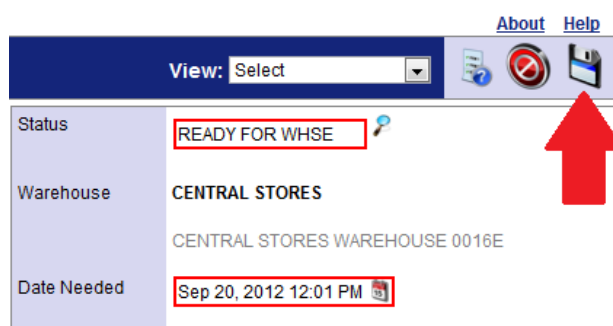 About Help
View: Select
Status READY FOR WHSE
Warehouse CENTRAL STORES
CENTRAL STORES WAREHOUSE 0016E
Date Needed Sep 20, 2012 12:01 PM